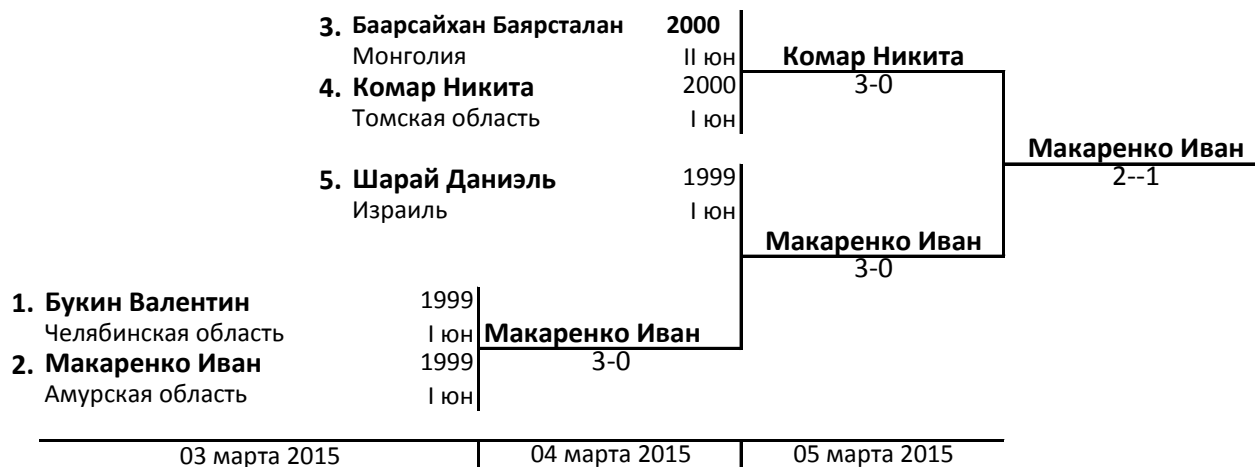 3. Баарсайхан Баярсталан 2000
Монголия II юн
Комар Никита
3-0
4. Комар Никита 2000
Томская область I юн
Макаренко Иван
2--1
5. Шарай Даниэль 1999
Израиль I юн
Макаренко Иван
3-0
1. Букин Валентин 1999
Челябинская область I юн
Макаренко Иван
3-0
2. Макаренко Иван 1999
Амурская область I юн
03 марта 2015 04 марта 2015 05 марта 2015